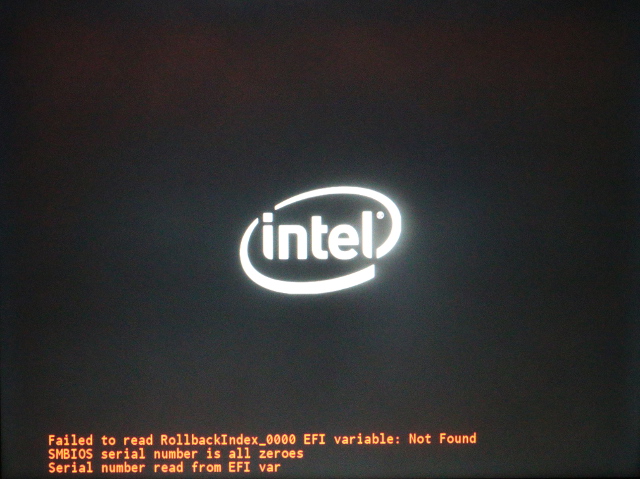 intel®
Failed to read RollbackIndex_0000 EFI variable: Not Found
SMBIOS serial number is all zeroes
Serial number read from EFI var